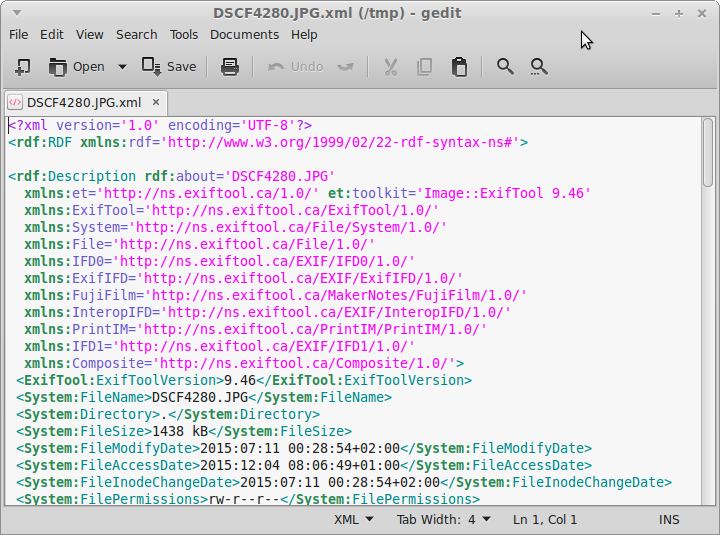 DSCF4280.JPG.xml (/tmp) - gedit
File Edit View Search Tools Documents Help
Open Save Undo
DSCF4280.JPG.xml ×
<?xml version='1.0' encoding='UTF-8'?>
<rdf:RDF xmlns:rdf='http://www.w3.org/1999/02/22-rdf-syntax-ns#'>

<rdf:Description rdf:about='DSCF4280.JPG'
  xmlns:et='http://ns.exiftool.ca/1.0/' et:toolkit='Image::ExifTool 9.46'
  xmlns:ExifTool='http://ns.exiftool.ca/ExifTool/1.0/'
  xmlns:System='http://ns.exiftool.ca/File/System/1.0/'
  xmlns:File='http://ns.exiftool.ca/File/1.0/'
  xmlns:IFD0='http://ns.exiftool.ca/EXIF/IFD0/1.0/'
  xmlns:ExifIFD='http://ns.exiftool.ca/EXIF/ExifIFD/1.0/'
  xmlns:FujiFilm='http://ns.exiftool.ca/MakerNotes/FujiFilm/1.0/'
  xmlns:InteropIFD='http://ns.exiftool.ca/EXIF/InteropIFD/1.0/'
  xmlns:PrintIM='http://ns.exiftool.ca/PrintIM/PrintIM/1.0/'
  xmlns:IFD1='http://ns.exiftool.ca/EXIF/IFD1/1.0/'
  xmlns:Composite='http://ns.exiftool.ca/Composite/1.0/'>
 <ExifTool:ExifToolVersion>9.46</ExifTool:ExifToolVersion>
 <System:FileName>DSCF4280.JPG</System:FileName>
 <System:Directory>.</System:Directory>
 <System:FileSize>1438 kB</System:FileSize>
 <System:FileModifyDate>2015:07:11 00:28:54+02:00</System:FileModifyDate>
 <System:FileAccessDate>2015:12:04 08:06:49+01:00</System:FileAccessDate>
 <System:FileInodeChangeDate>2015:07:11 00:28:54+02:00</System:FileInodeChangeDate>
 <System:FilePermissions>rw-r--r--</System:FilePermissions>
XML Tab Width: 4 Ln 1, Col 1 INS